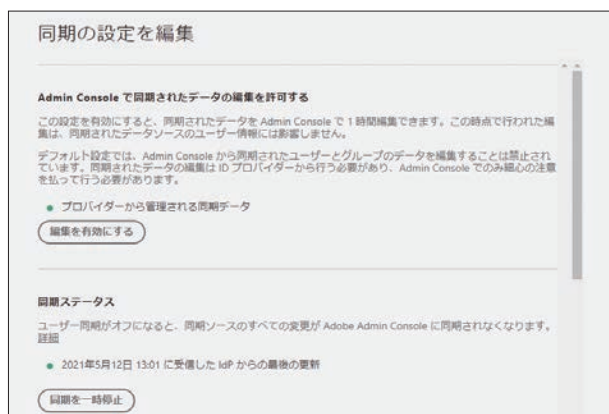 同期の設定を編集
Admin Console で同期されたデータの編集を許可する
この設定を有効にすると、同期されたデータを Admin Console で 1 時間編集できます。この時点で行われた編
集は、同期されたデータソースのユーザー情報には影響しません。
デフォルト設定では、Admin Console から同期されたユーザーとグループのデータを編集することは禁止され
ています。同期されたデータの編集は ID プロバイダーから行う必要があり、Admin Console でのみ細心の注意
を払って行う必要があります。
プロバイダーから管理される同期データ
編集を有効にする
同期ステータス
ユーザー同期がオフになると、同期ソースのすべての変更が Adobe Admin Console に同期されなくなります。
詳細
2021年5月12日 13:01 に受信した IdP からの最後の更新
同期を一時停止